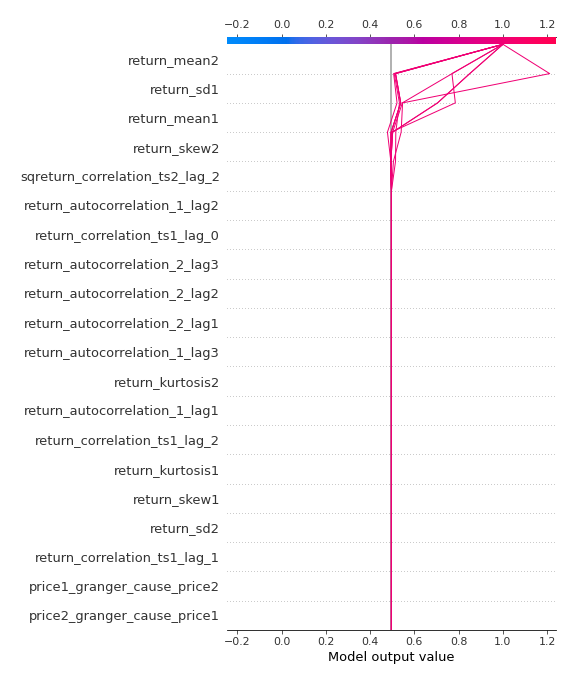 −0.2 0.0 0.2 0.4 0.6 0.8 1.0 1.2
return_mean2
return_sd1
return_mean1
return_skew2
sqreturn_correlation_ts2_lag_2
return_autocorrelation_1_lag2
return_correlation_ts1_lag_0
return_autocorrelation_2_lag3
return_autocorrelation_2_lag2
return_autocorrelation_2_lag1
return_autocorrelation_1_lag3
return_kurtosis2
return_autocorrelation_1_lag1
return_correlation_ts1_lag_2
return_kurtosis1
return_skew1
return_sd2
return_correlation_ts1_lag_1
price1_granger_cause_price2
price2_granger_cause_price1
−0.2 0.0 0.2 0.4 0.6 0.8 1.0 1.2
Model output value